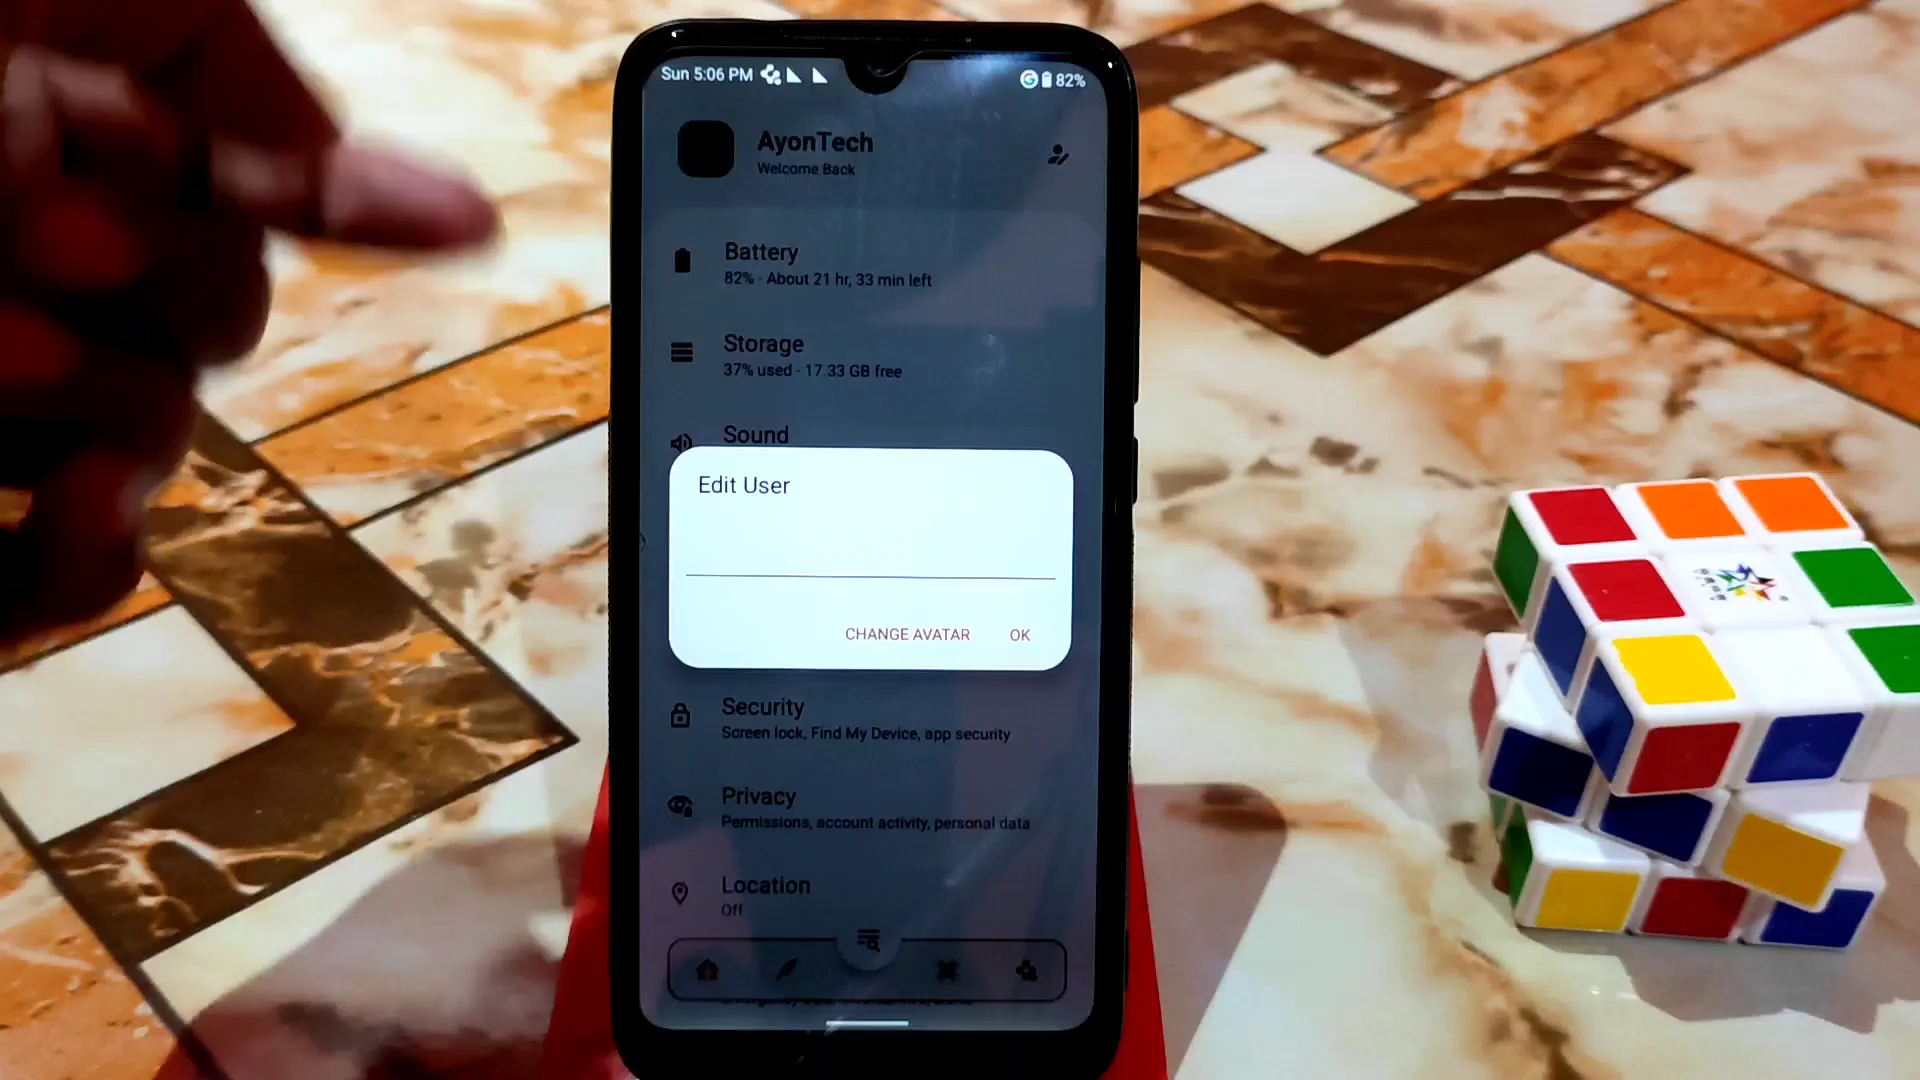 Sun 5:06 PM
82%
AyonTech
Welcome Back
Battery
82% - About 21 hr, 33 min left
Storage
37% used - 17.33 GB free
Sound
Edit User
CHANGE AVATAR OK
Security
Screen lock, Find My Device, app security
Privacy
Permissions, account activity, personal data
Location
Off